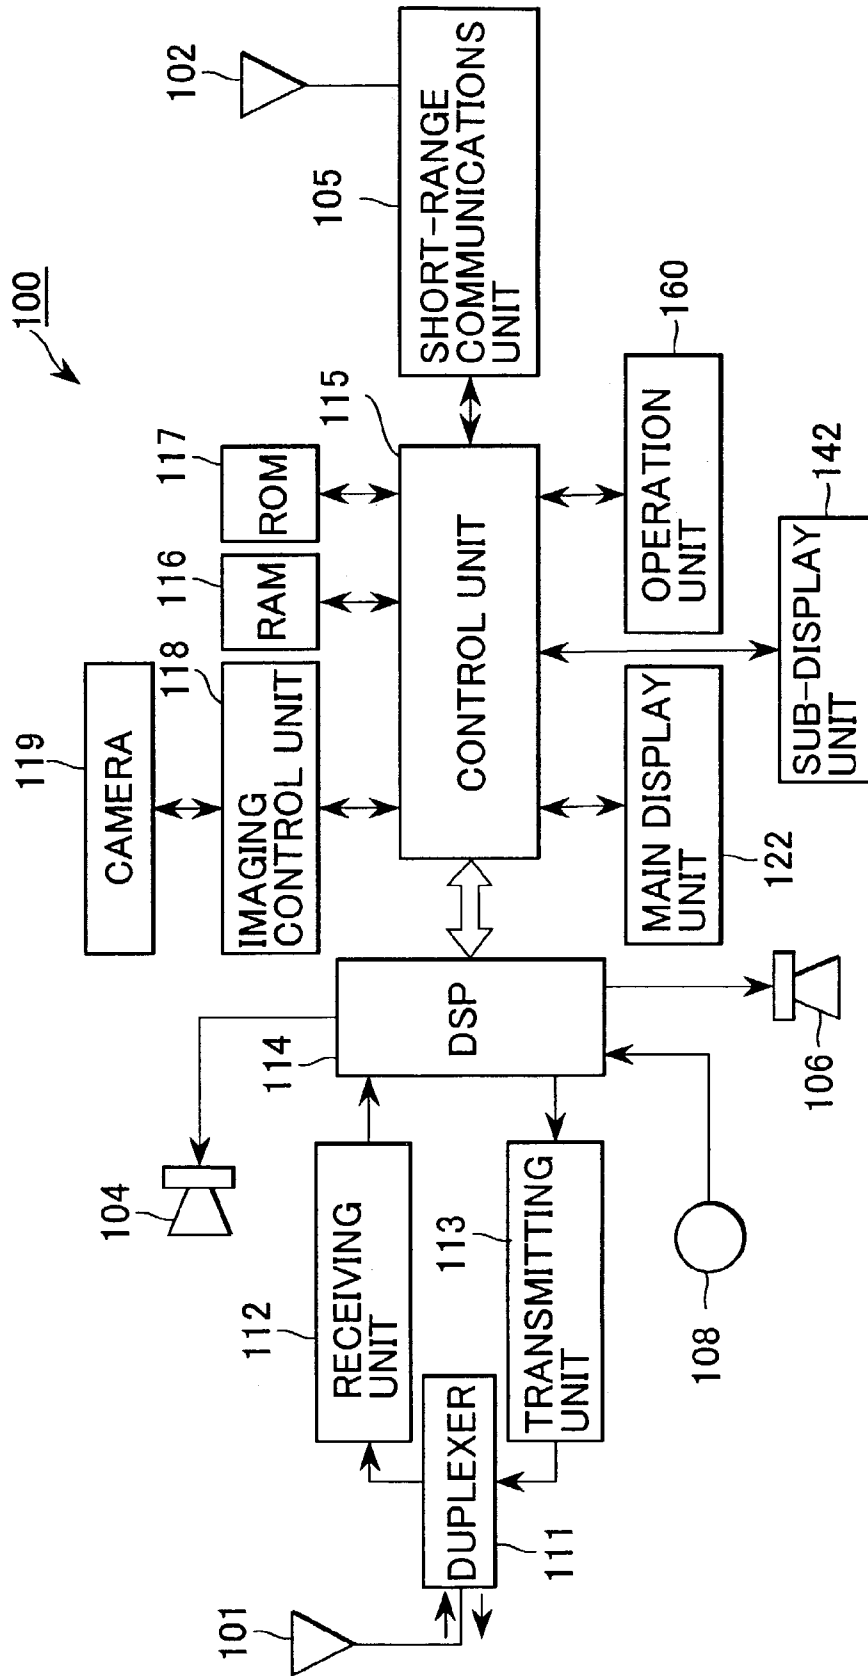 100
119
CAMERA
118
IMAGING
CONTROL UNIT
116
RAM
117
ROM
102
105
SHORT-RANGE
COMMUNICATIONS
UNIT
115
CONTROL UNIT
104
114
DSP
112
RECEIVING
UNIT
101
DUPLEXER
111
113
TRANSMITTING
UNIT
108
106
MAIN DISPLAY
UNIT
122
OPERATION
UNIT
160
SUB-DISPLAY
UNIT
142